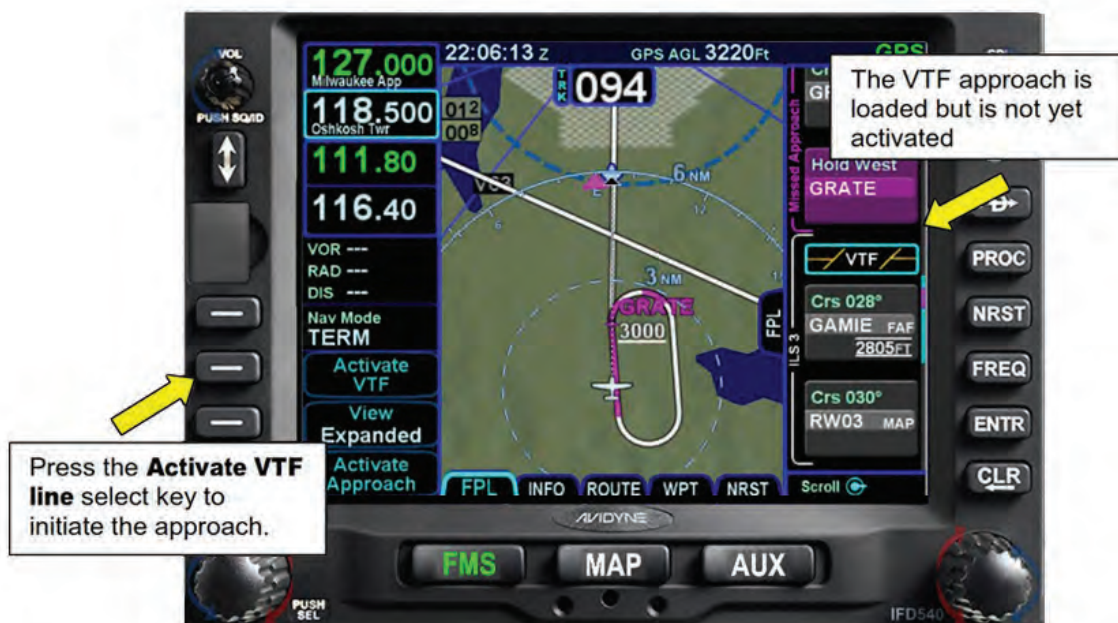 VOL
PUSH SQ/ID
127.000
Milwaukee App
118.500
Oshkosh Twr
111.80
116.40
VOR ---
RAD ---
DIS ---
Nav Mode
TERM
Activate
VTF
View
Expanded
Activate
Approach
22:06:13 Z
GPS AGL 3220Ft
GPS
TRK
094
012
008
V63
E
6 NM
6
12
3 NM
GRATE
3000
FPL
Missed Approach
Hold West
GRATE
VTF
ILS 3
Crs 028°
GAMIE FAF
2805FT
Crs 030°
RW03 MAP
Scroll
FPL INFO ROUTE WPT NRST
The VTF approach is
loaded but is not yet
activated
D
PROC
NRST
FREQ
ENTR
CLR
Press the Activate VTF
line select key to
initiate the approach.
AVIDYNE
FMS MAP AUX
PUSH
SEL
IFD540